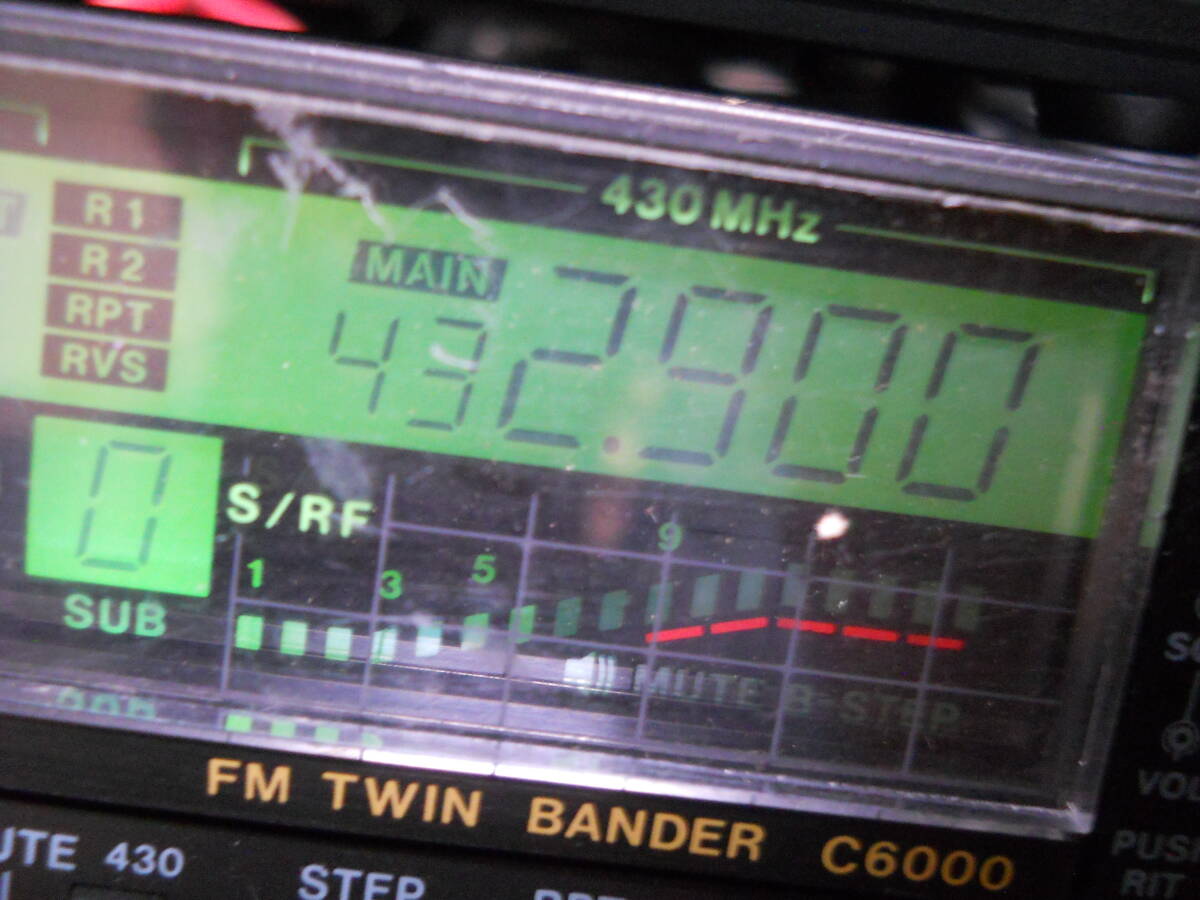 430MHz
R1
MAIN
R2
432.900
RPT
RVS
0
S/RF
9
1 3 5
SUB
MUTE B-STEP
FM TWIN BANDER C6000
430
STEP